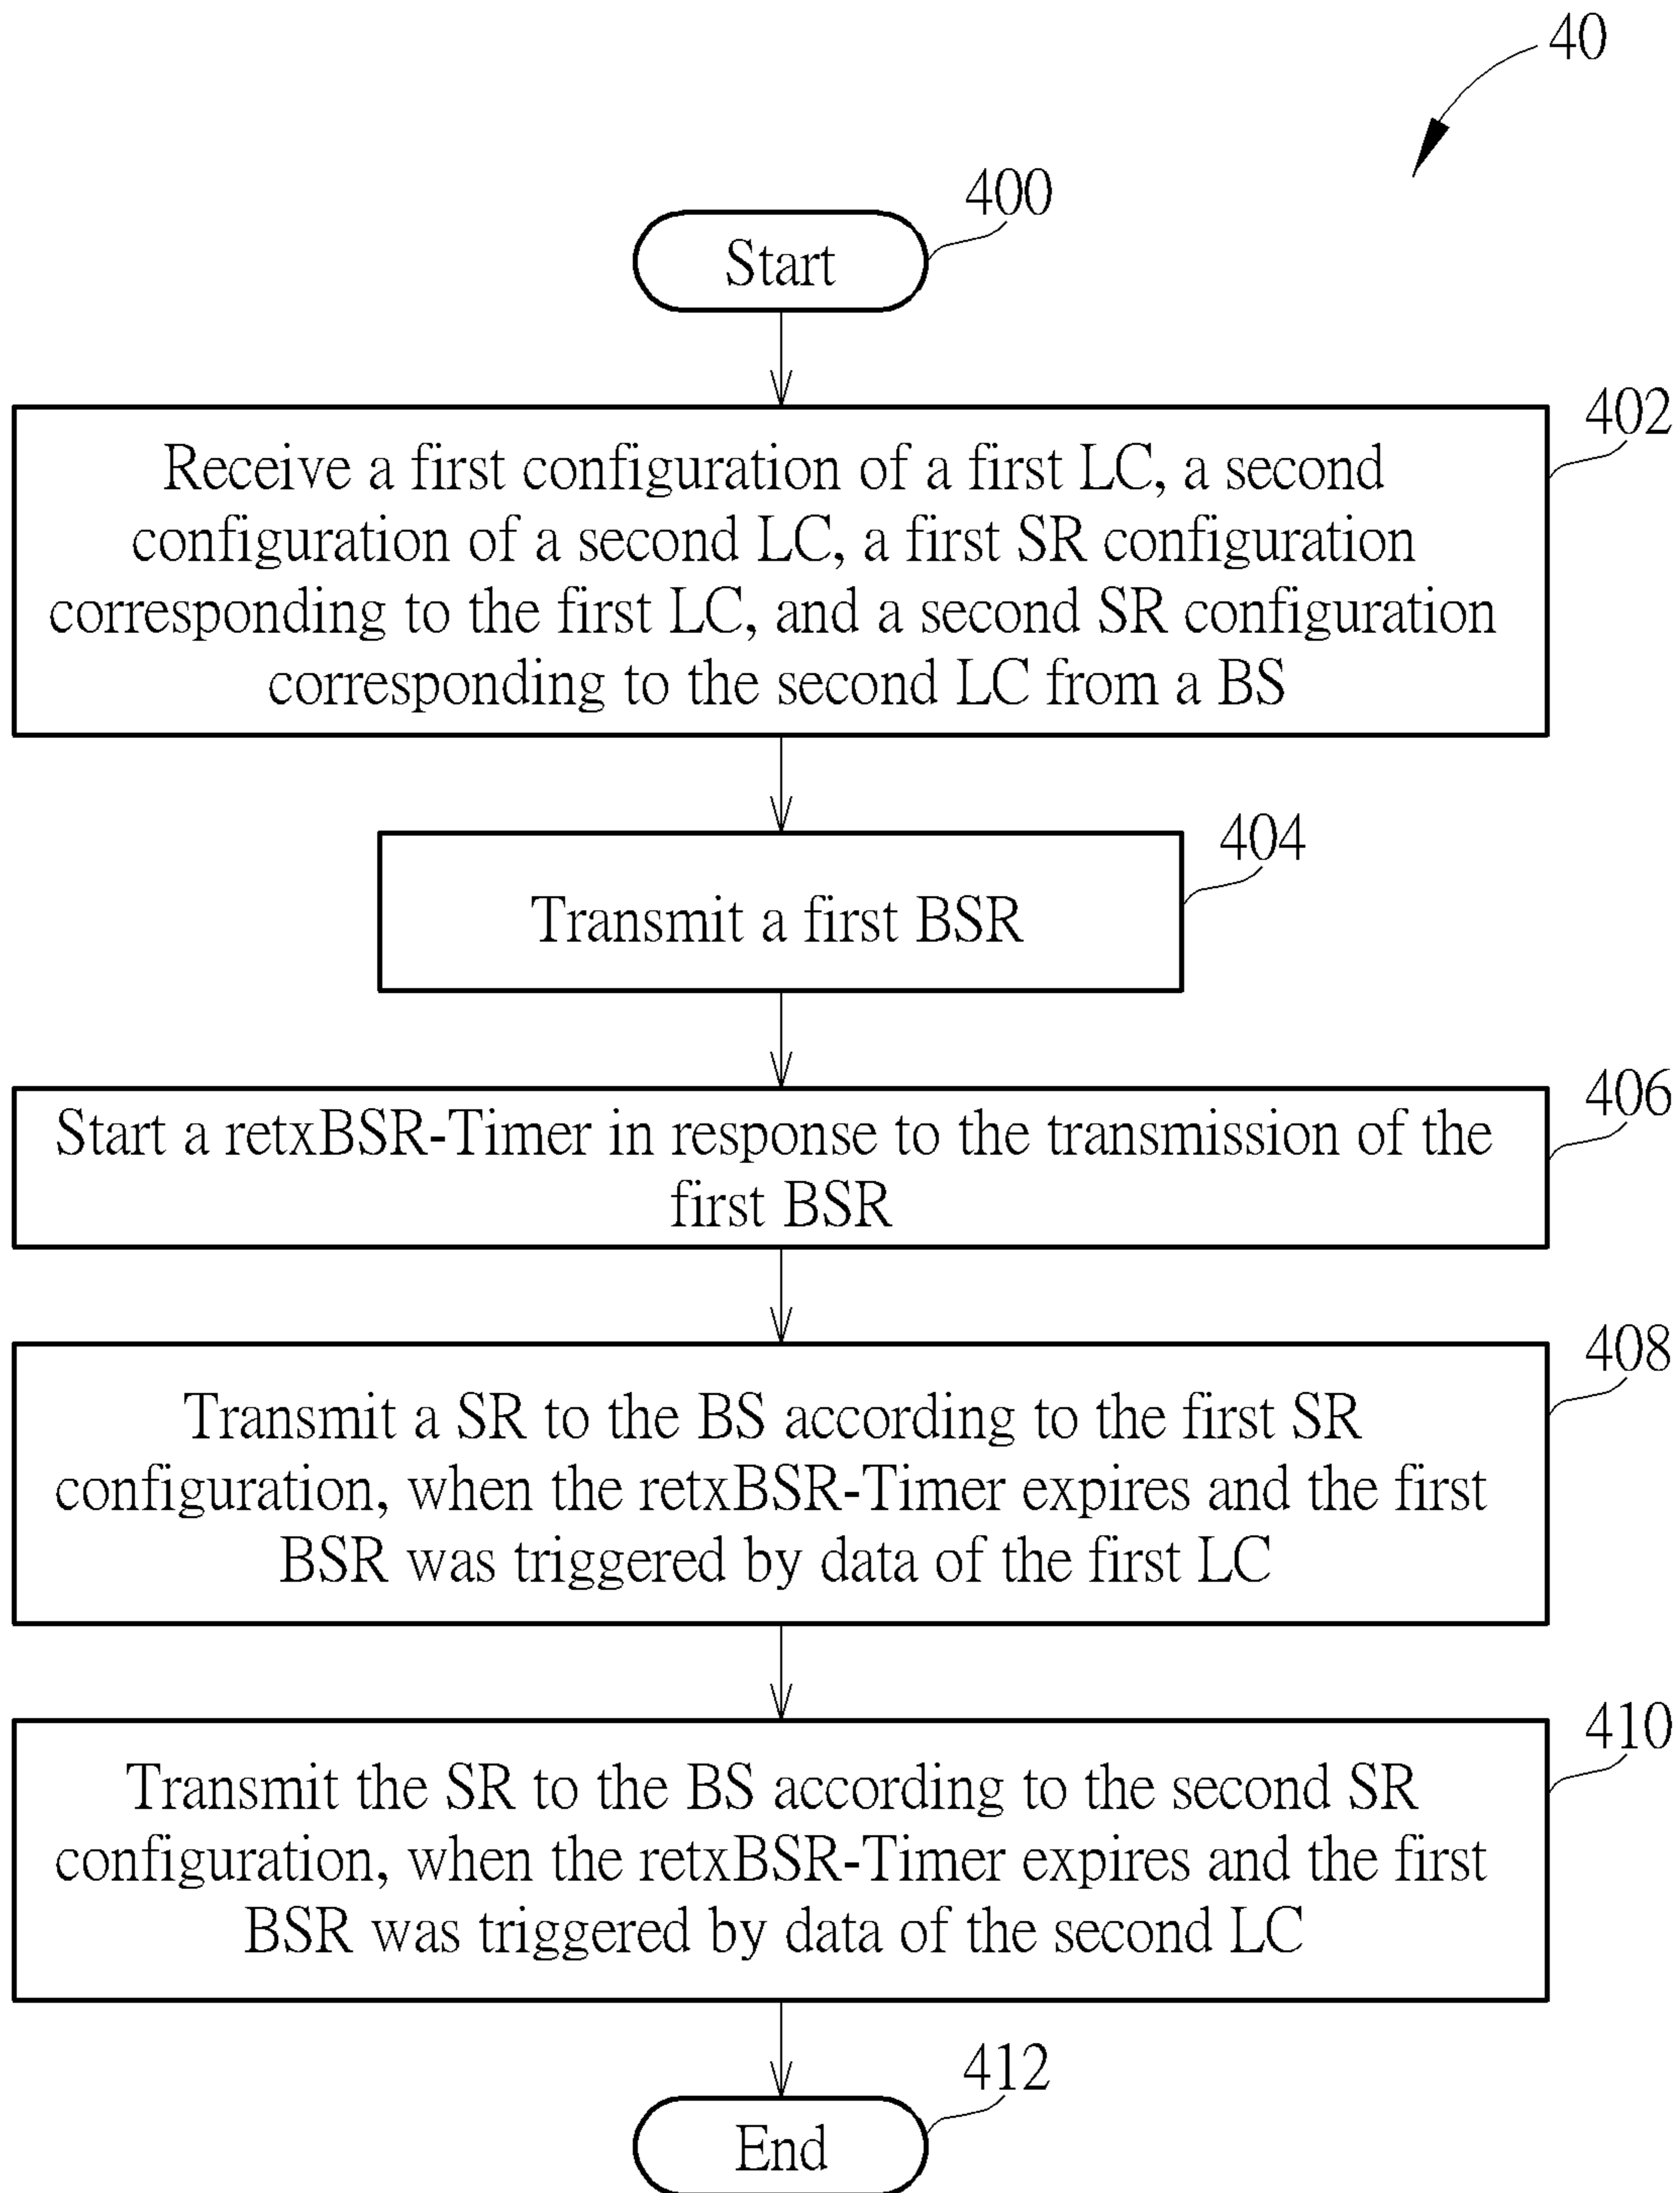 40
400
Start
402
Receive a first configuration of a first LC, a second
configuration of a second LC, a first SR configuration
corresponding to the first LC, and a second SR configuration
corresponding to the second LC from a BS
404
Transmit a first BSR
406
Start a retxBSR-Timer in response to the transmission of the
first BSR
408
Transmit a SR to the BS according to the first SR
configuration, when the retxBSR-Timer expires and the first
BSR was triggered by data of the first LC
410
Transmit the SR to the BS according to the second SR
configuration, when the retxBSR-Timer expires and the first
BSR was triggered by data of the second LC
412
End